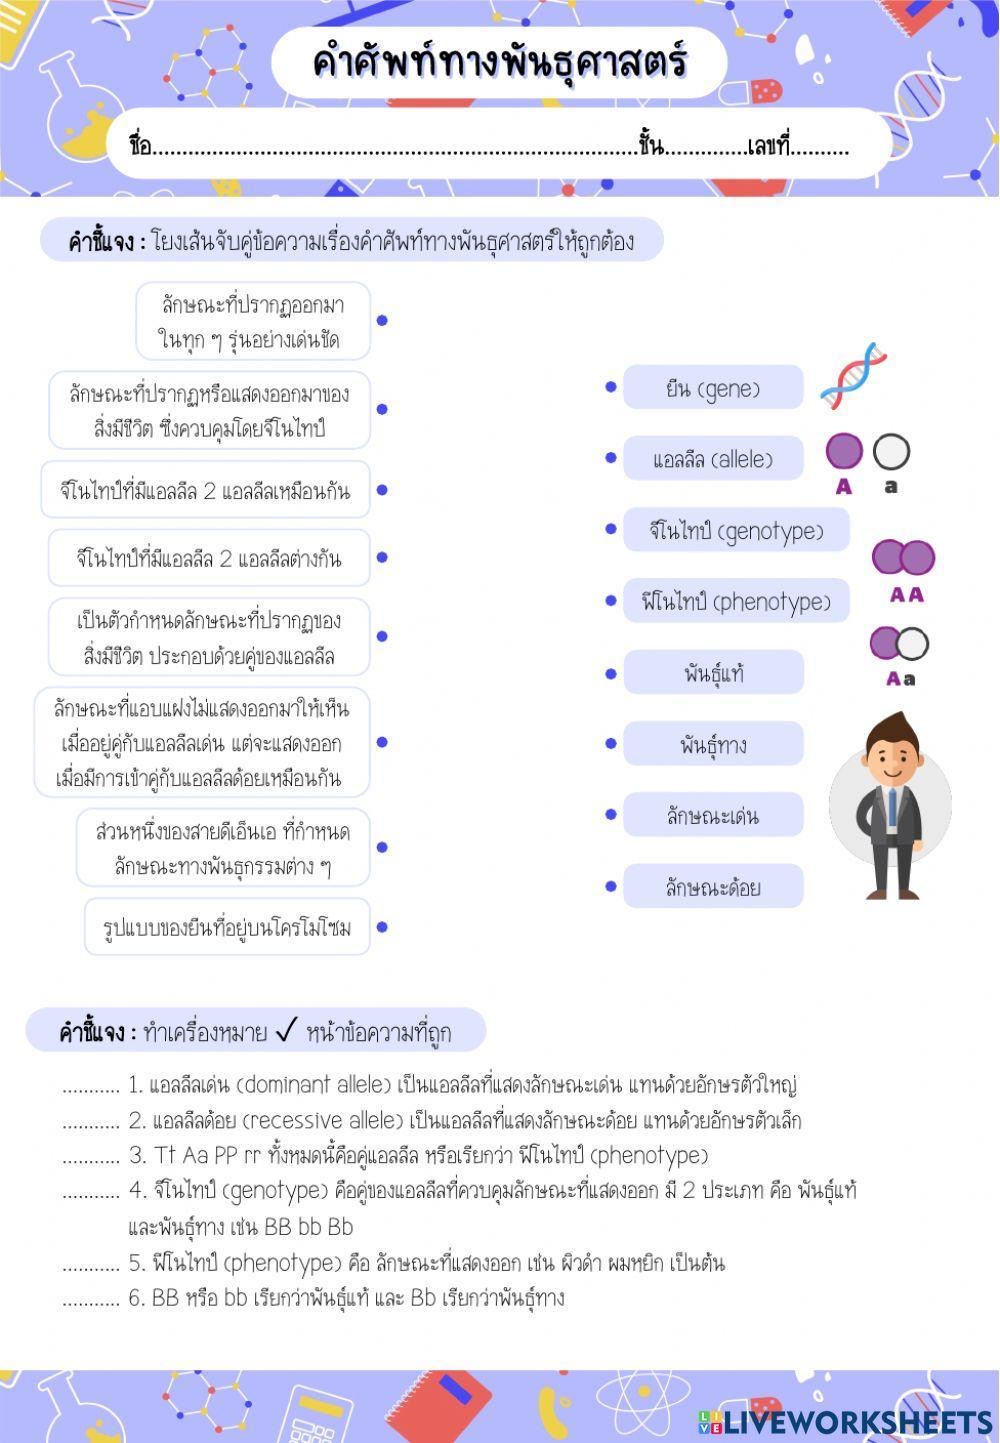 คำศัพท์ทางพันธุศาสตร์
ชื่อ.................................................................................ชั้น..............เลขที่..........
คำชี้แจง : โยงเส้นจับคู่ข้อความเรื่องคำศัพท์ทางพันธุศาสตร์ให้ถูกต้อง
ลักษณะที่ปรากฏออกมา
ในทุก ๆ รุ่นอย่างเด่นชัด
ลักษณะที่ปรากฏหรือแสดงออกมาของ
สิ่งมีชีวิต ซึ่งควบคุมโดยจีโนไทป์
จีโนไทป์ที่มีแอลลีล 2 แอลลีลเหมือนกัน
จีโนไทป์ที่มีแอลลีล 2 แอลลีลต่างกัน
เป็นตัวกำหนดลักษณะที่ปรากฏของ
สิ่งมีชีวิต ประกอบด้วยคู่ของแอลลีล
ลักษณะที่แอบแฝงไม่แสดงออกมาให้เห็น
เมื่ออยู่คู่กับแอลลีลเด่น แต่จะแสดงออก
เมื่อมีการเข้าคู่กับแอลลีลด้อยเหมือนกัน
ส่วนหนึ่งของสายดีเอ็นเอ ที่กำหนด
ลักษณะทางพันธุกรรมต่าง ๆ
รูปแบบของยีนที่อยู่บนโครโมโซม
ยีน (gene)
แอลลีล (allele)
A a
จีโนไทป์ (genotype)
A A
ฟีโนไทป์ (phenotype)
A a
พันธุ์แท้
พันธุ์ทาง
ลักษณะเด่น
ลักษณะด้อย
คำชี้แจง : ทำเครื่องหมาย ✓ หน้าข้อความที่ถูก
.......... 1. แอลลีลเด่น (dominant allele) เป็นแอลลีลที่แสดงลักษณะเด่น แทนด้วยอักษรตัวใหญ่
.......... 2. แอลลีลด้อย (recessive allele) เป็นแอลลีลที่แสดงลักษณะด้อย แทนด้วยอักษรตัวเล็ก
.......... 3. Tt Aa PP rr ทั้งหมดนี้คือคู่แอลลีล หรือเรียกว่า ฟีโนไทป์ (phenotype)
.......... 4. จีโนไทป์ (genotype) คือคู่ของแอลลีลที่ควบคุมลักษณะที่แสดงออก มี 2 ประเภท คือ พันธุ์แท้
และพันธุ์ทาง เช่น BB bb Bb
.......... 5. ฟีโนไทป์ (phenotype) คือ ลักษณะที่แสดงออก เช่น ผิวดำ ผมหยิก เป็นต้น
.......... 6. BB หรือ bb เรียกว่าพันธุ์แท้ และ Bb เรียกว่าพันธุ์ทาง
LIVE LIVEWORKSHEETS